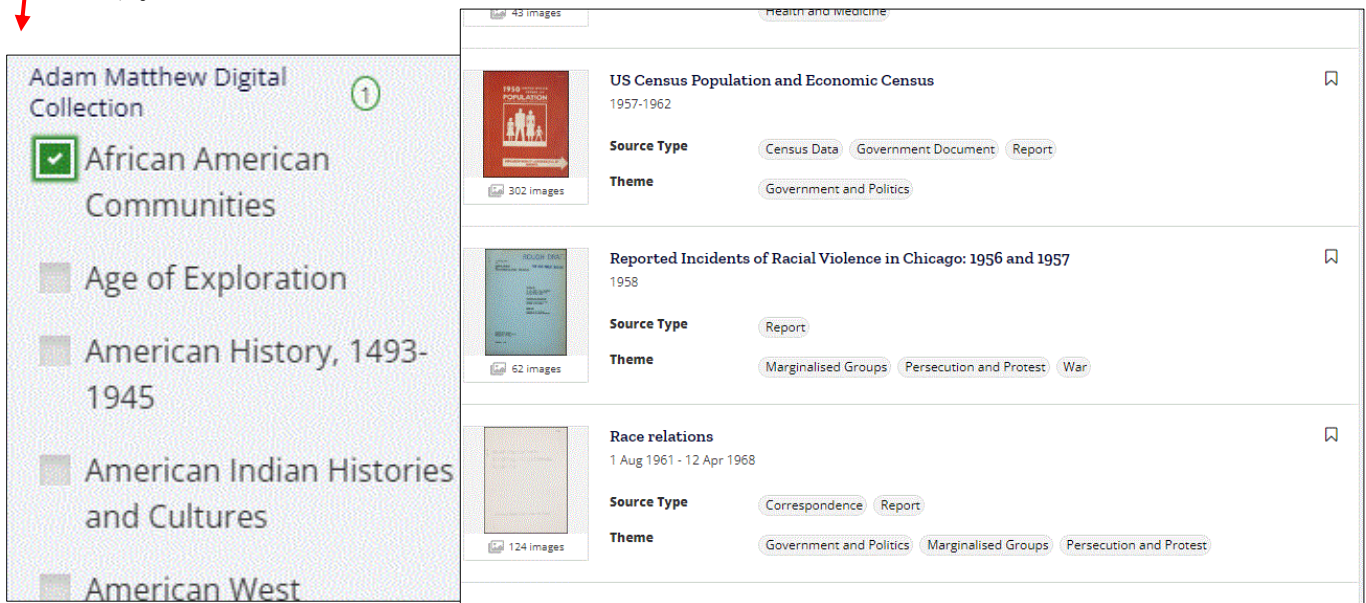 Adam Matthew Digital
Collection
1
African American
Communities
Age of Exploration
American History, 1493-
1945
American Indian Histories
and Cultures
American West
43 images
Health and Medicine
1950
POPULATION
302 images
US Census Population and Economic Census
1957-1962
Source Type Census Data Government Document Report
Theme Government and Politics
ROUGH DRAFT
62 images
Reported Incidents of Racial Violence in Chicago: 1956 and 1957
1958
Source Type Report
Theme Marginalised Groups Persecution and Protest War
124 images
Race relations
1 Aug 1961 - 12 Apr 1968
Source Type Correspondence Report
Theme Government and Politics Marginalised Groups Persecution and Protest